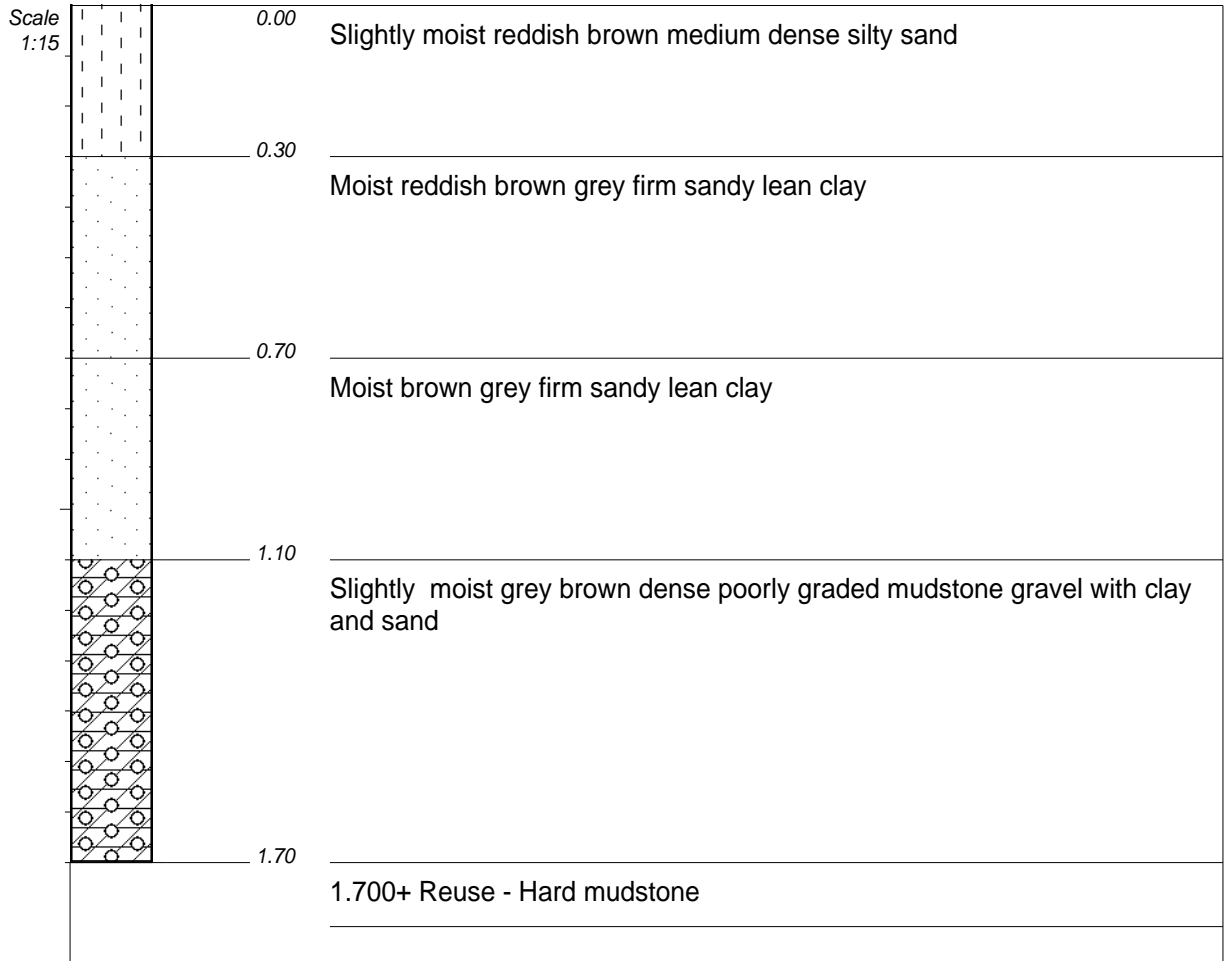 Scale
1:15
0.00
Slightly moist reddish brown medium dense silty sand
0.30
Moist reddish brown grey firm sandy lean clay
0.70
Moist brown grey firm sandy lean clay
1.10
Slightly  moist grey brown dense poorly graded mudstone gravel with clay
and sand
1.70
1.700+ Reuse - Hard mudstone